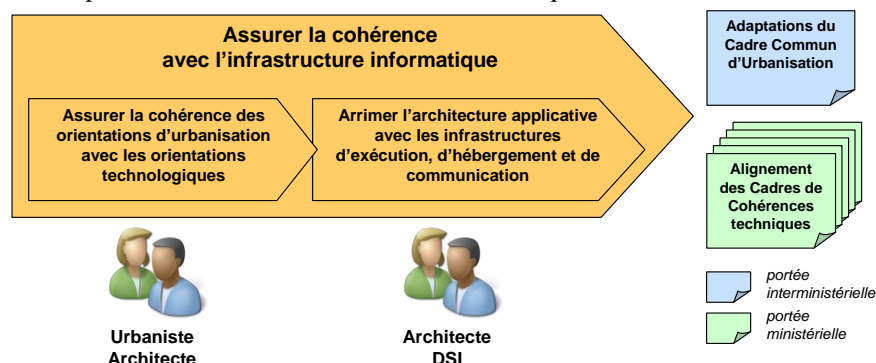 Assurer la cohérence
avec l’infrastructure informatique
Assurer la cohérence des
orientations d’urbanisation
avec les orientations
technologiques
Arrimer l’architecture applicative
avec les infrastructures
d’exécution, d’hébergement et de
communication
Adaptations du
Cadre Commun
d’Urbanisation
Alignement
des Cadres de
Cohérences
techniques
portée
interministérielle
portée
ministérielle
Urbaniste
Architecte
Architecte
DSI